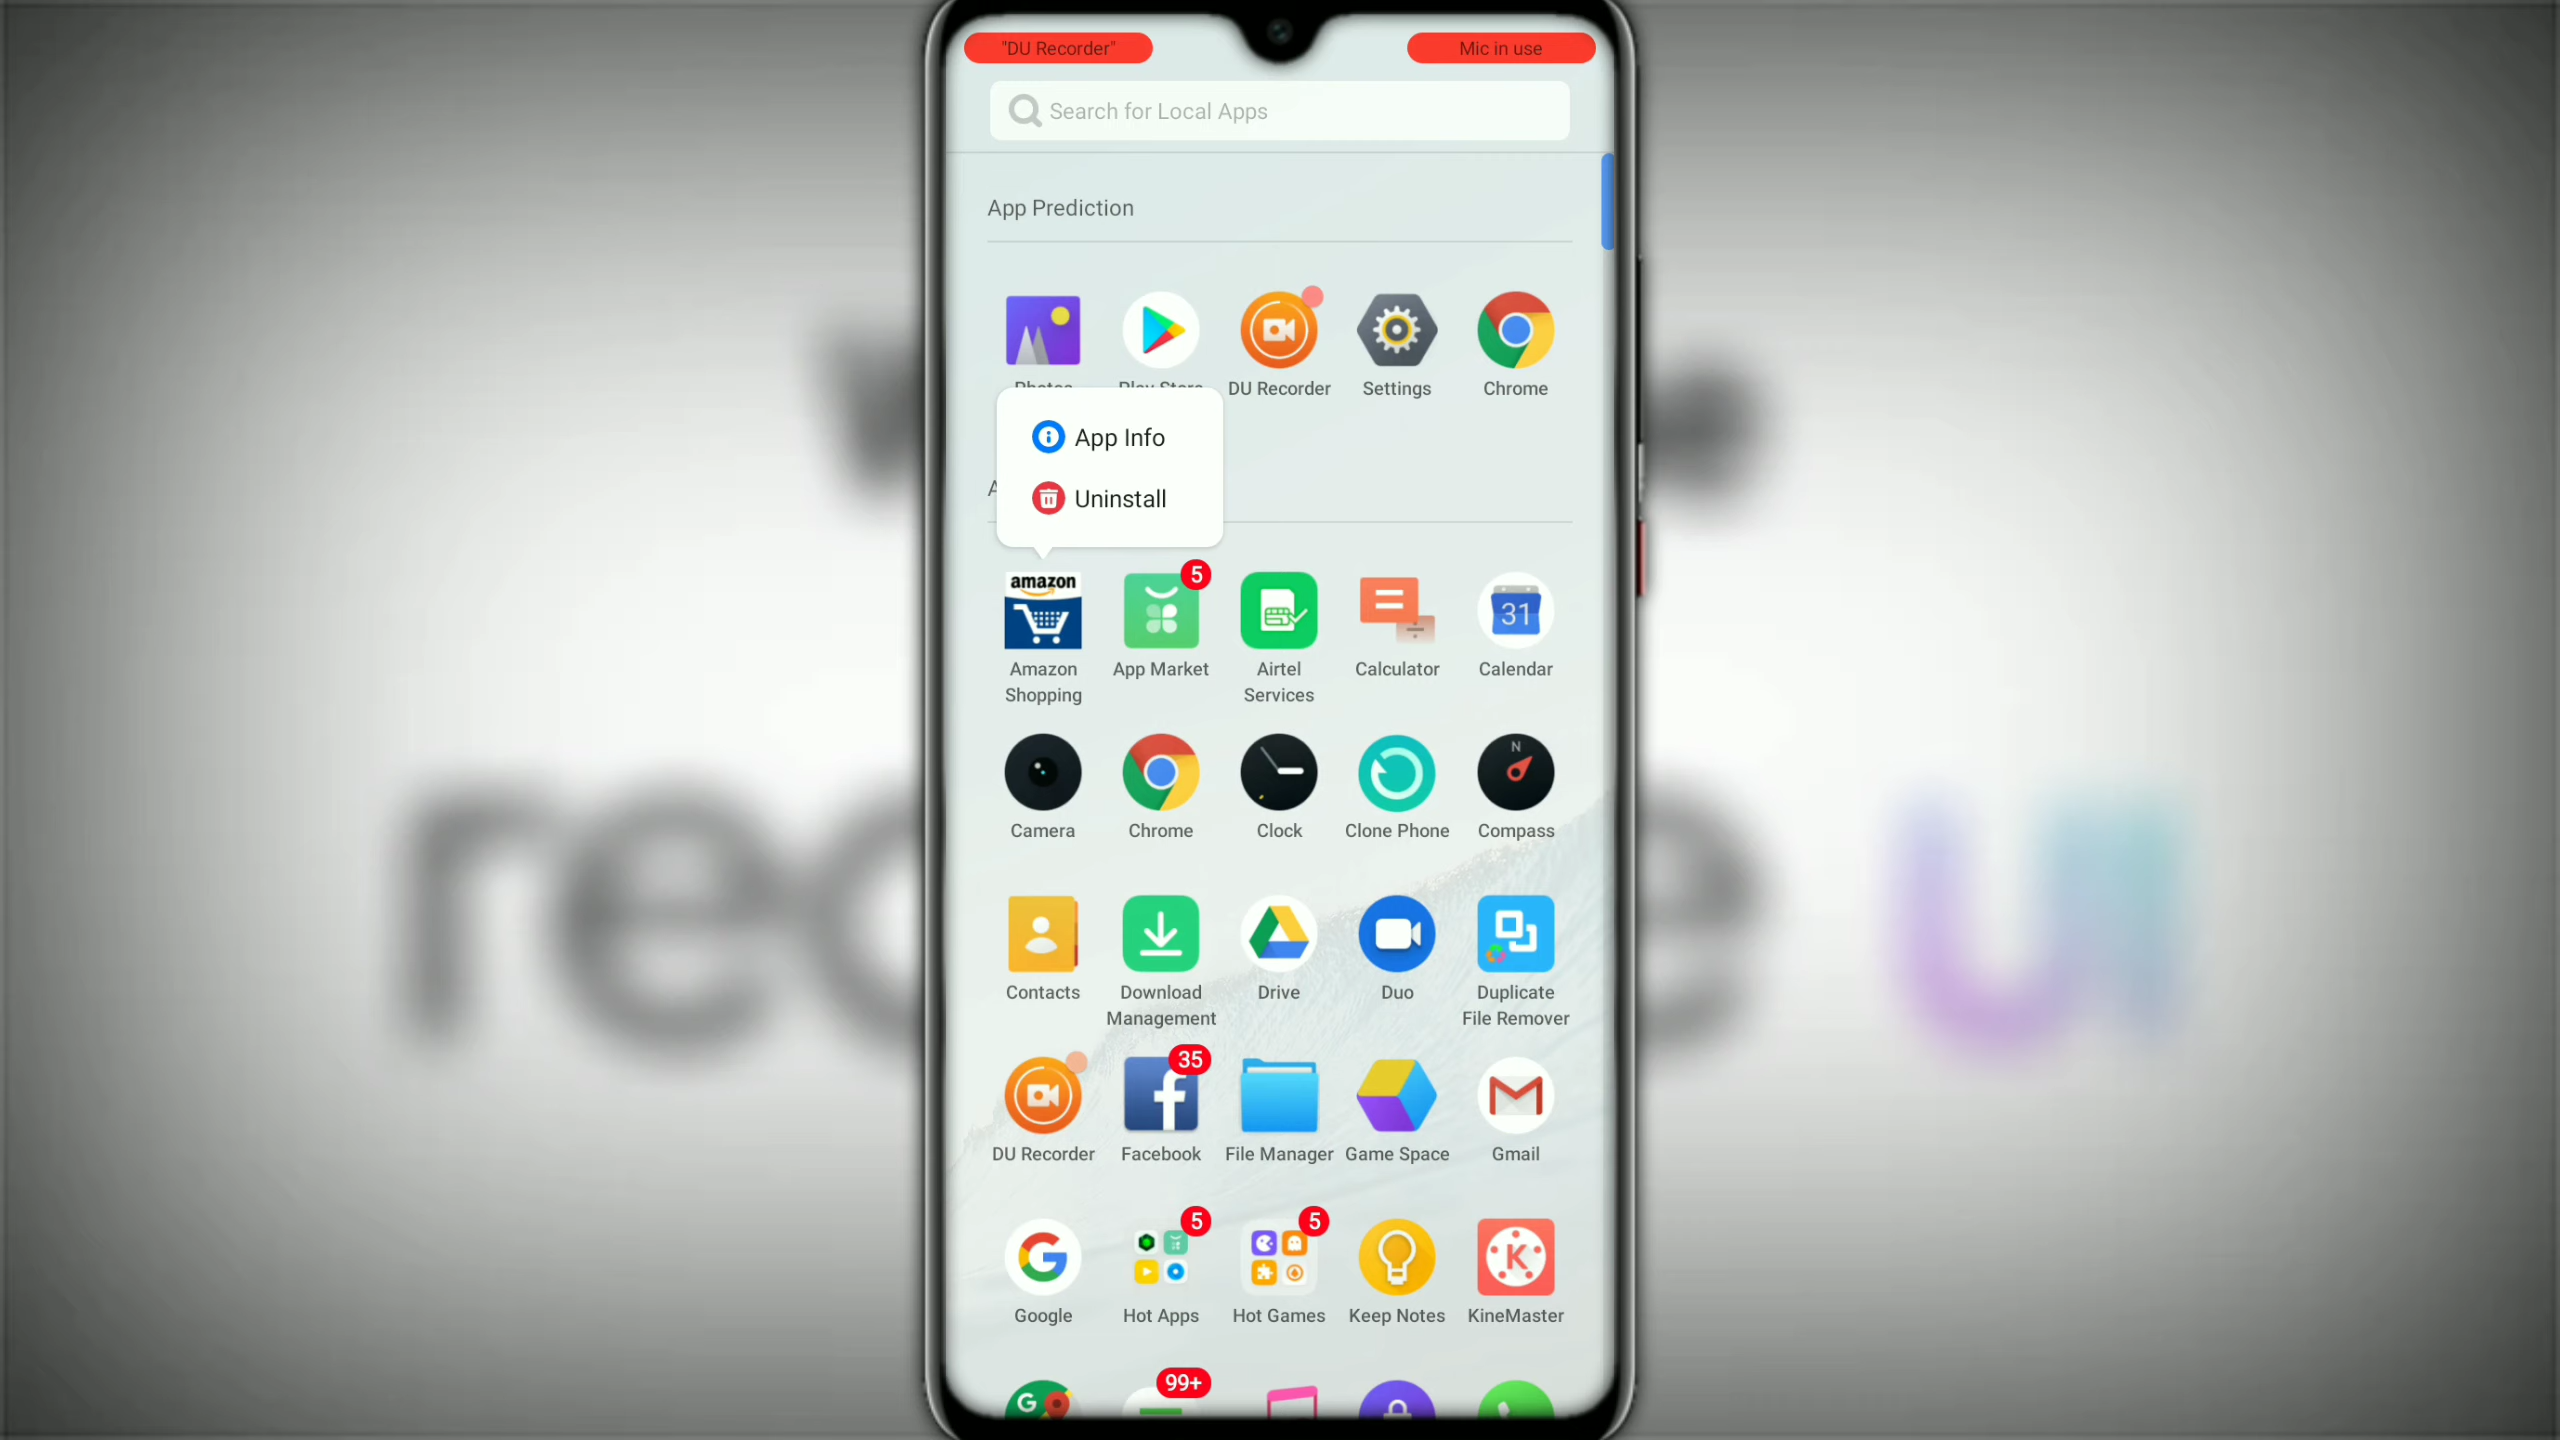 "DU Recorder"
Mic in use
Search for Local Apps
App Prediction
DU Recorder
Settings
Chrome
App Info
Uninstall
5
amazon
31
Amazon
Shopping
App Market
Airtel
Services
Calculator
Calendar
N
Camera
Chrome
Clock
Clone Phone
Compass
Contacts
Download
Management
Drive
Duo
Duplicate
File Remover
35
DU Recorder
Facebook
File Manager
Game Space
Gmail
5
5
K
Google
Hot Apps
Hot Games
Keep Notes
KineMaster
99+
G